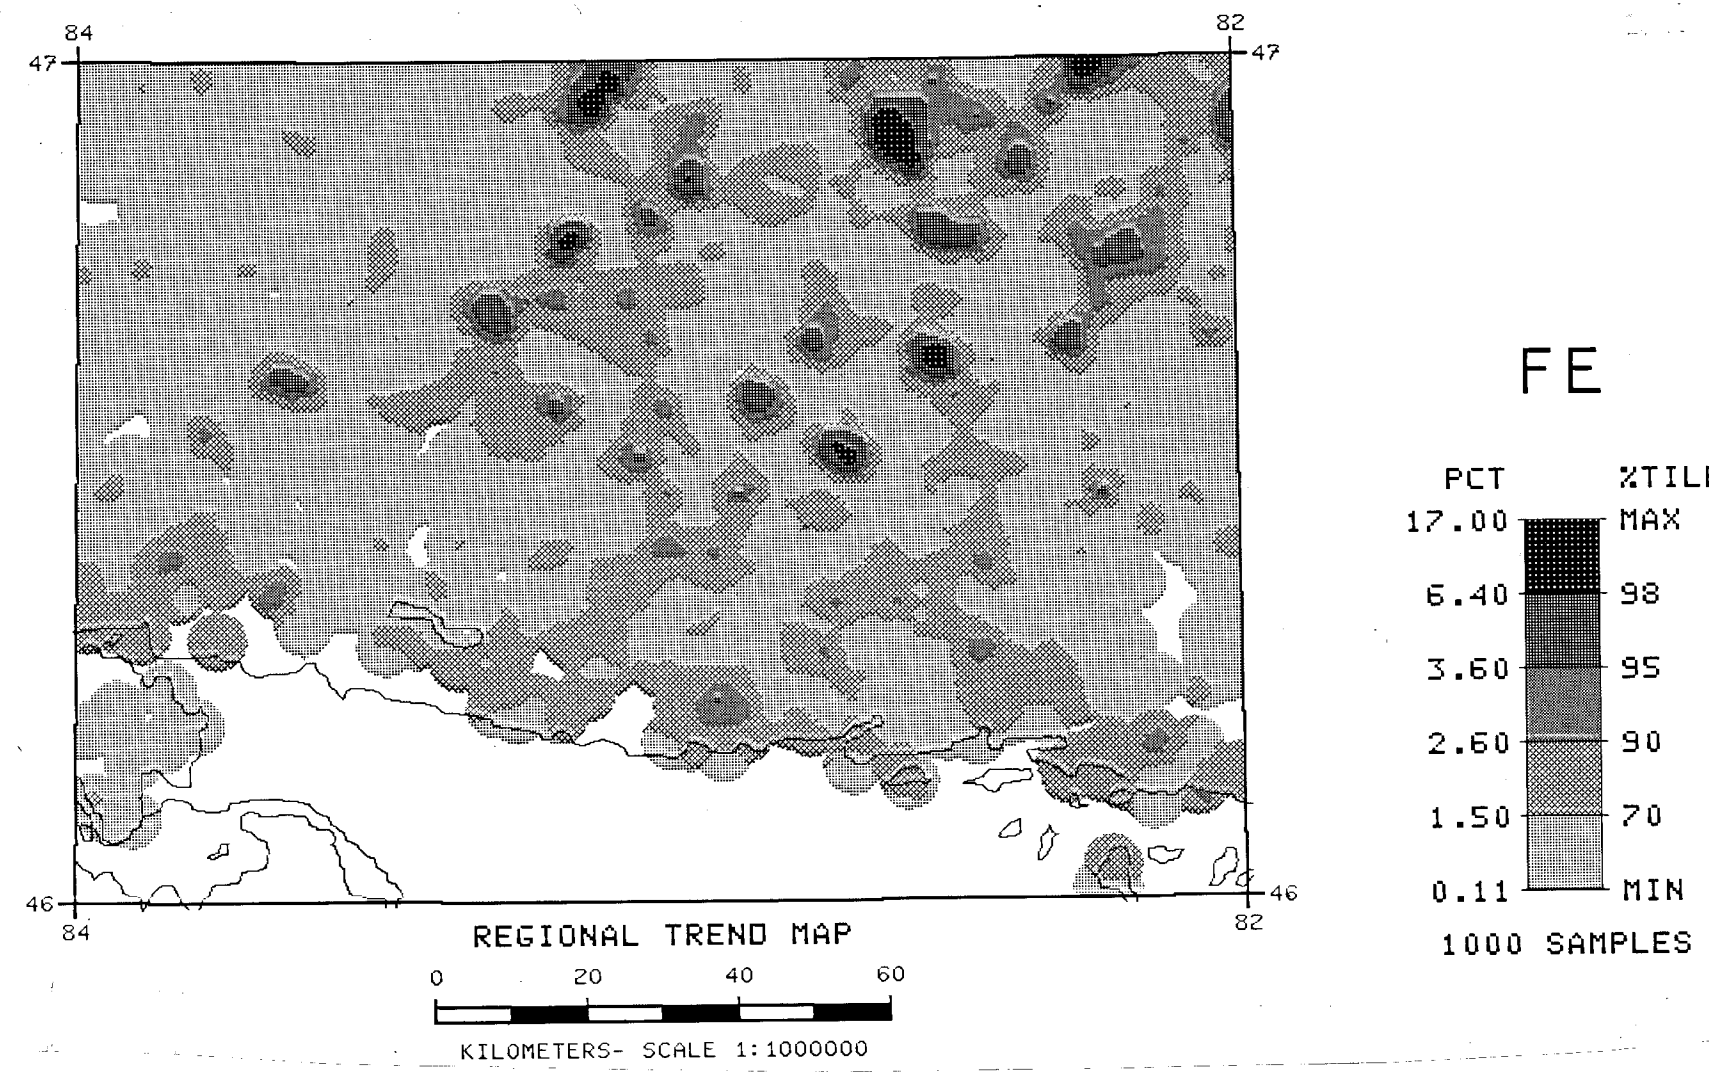 84 82
47 47
FE
PCT %TILE
17.00 MAX
6.40 98
3.60 95
2.60 90
1.50 70
0.11 MIN
1000 SAMPLES
46 46
84 82
REGIONAL TREND MAP
0 20 40 60
KILOMETERS- SCALE 1:1000000